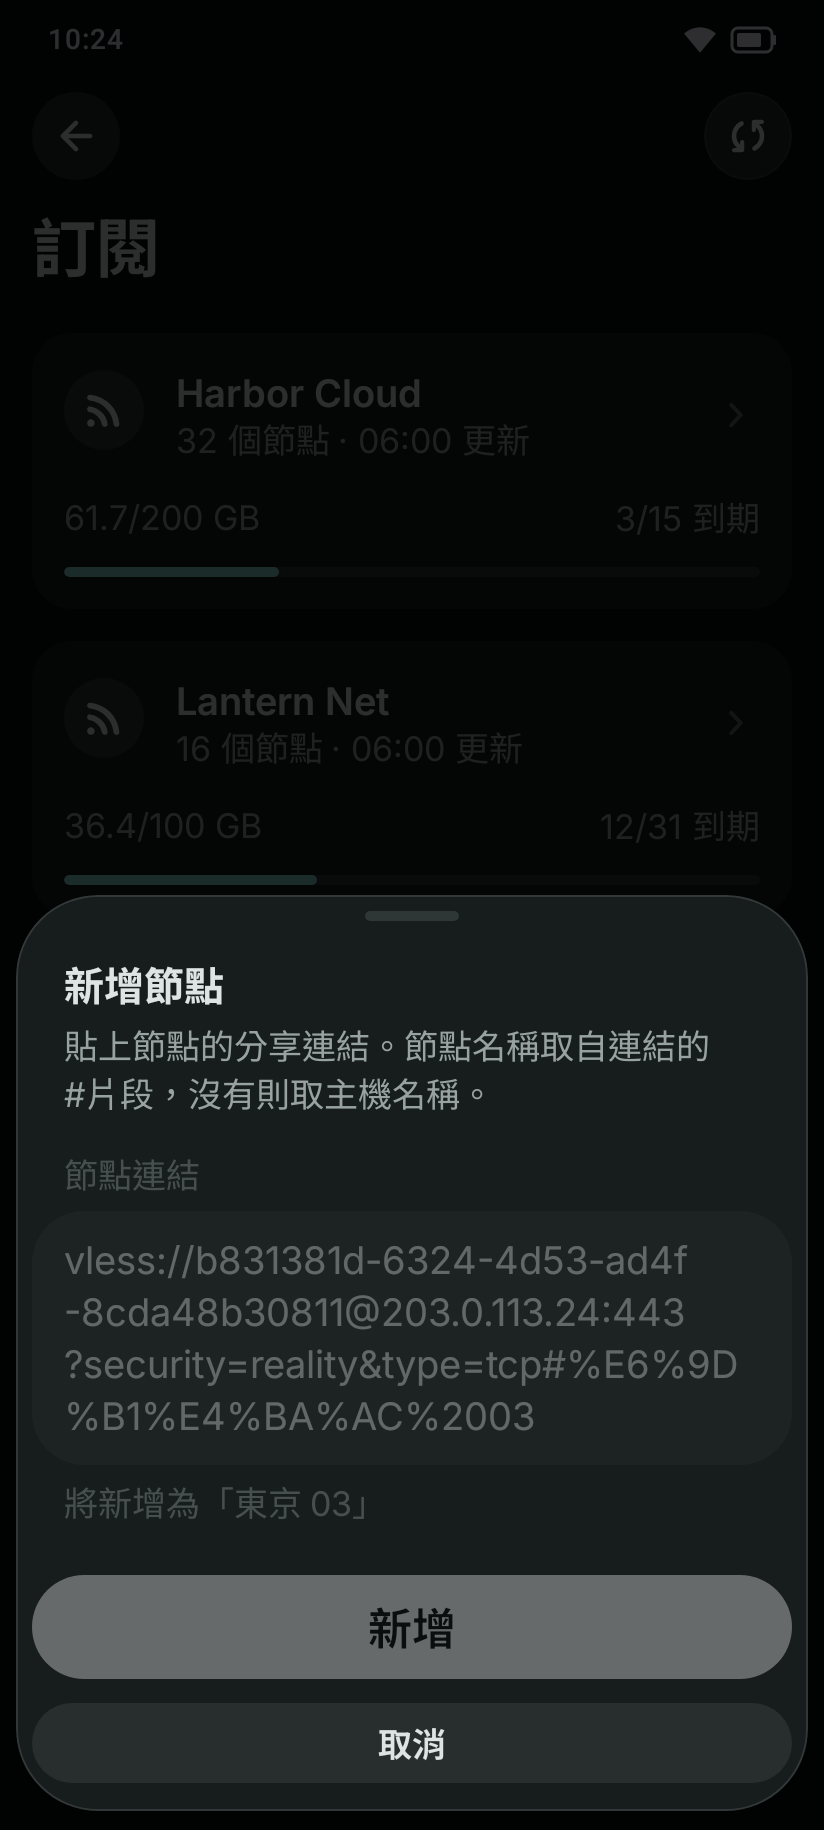 10:24
訂閱
Harbor Cloud
32 個節點 · 06:00 更新
61.7/200 GB
3/15 到期
Lantern Net
16 個節點 · 06:00 更新
36.4/100 GB
12/31 到期
新增節點
貼上節點的分享連結。節點名稱取自連結的
#片段，沒有則取主機名稱。
節點連結
vless://b831381d-6324-4d53-ad4f
-8cda48b30811@203.0.113.24:443
?security=reality&type=tcp#%E6%9D
%B1%E4%BA%AC%2003
將新增為「東京 03」
新增
取消